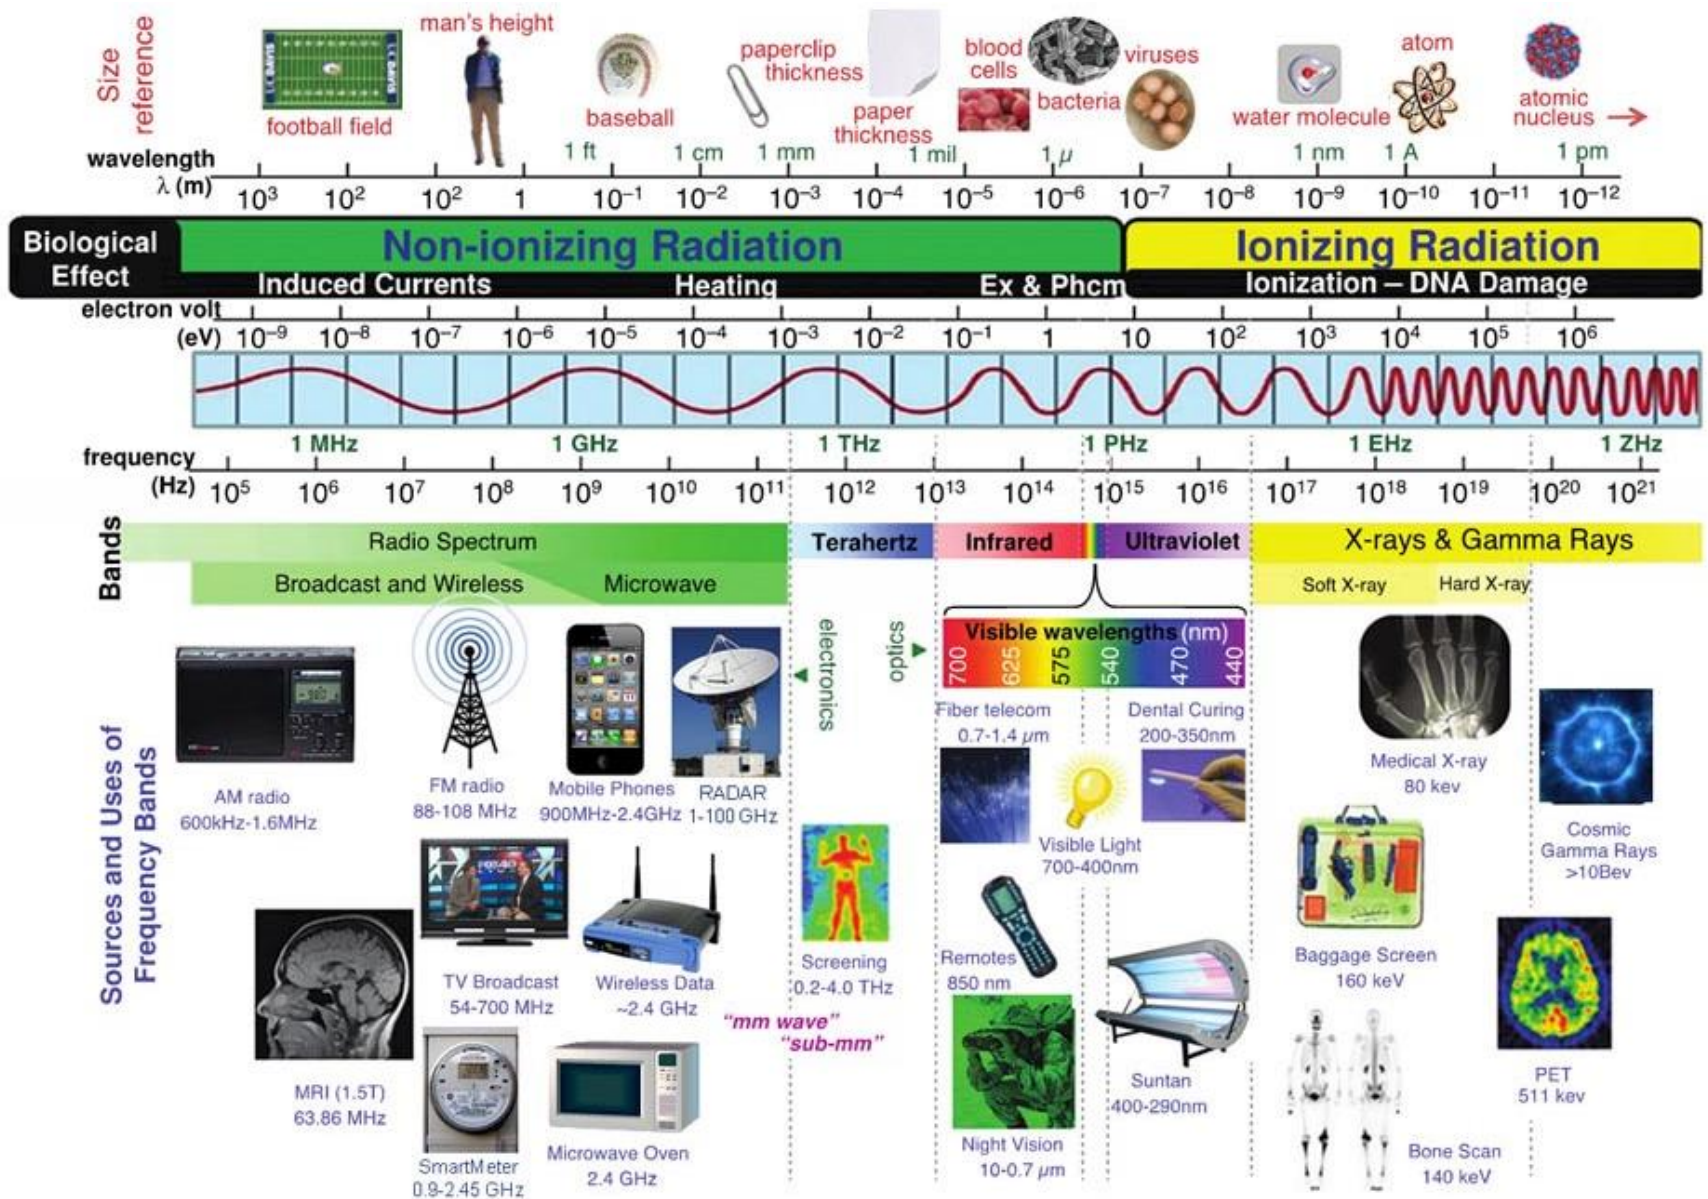 Size
reference
football field
man's height
baseball
paperclip
thickness
paper
thickness
blood
cells
bacteria
viruses
water molecule
atom
atomic
nucleus
wavelength
λ (m)
1 ft
1 cm
1 mm
1 mil
1 µ
1 nm
1 A
1 pm
10³ 10² 10² 1 10⁻¹ 10⁻² 10⁻³ 10⁻⁴ 10⁻⁵ 10⁻⁶ 10⁻⁷ 10⁻⁸ 10⁻⁹ 10⁻¹⁰ 10⁻¹¹ 10⁻¹²
Biological
Effect
Non-ionizing Radiation
Ionizing Radiation
Induced Currents
Heating
Ex & Phcm
Ionization – DNA Damage
electron volt
(eV)
10⁻⁹ 10⁻⁸ 10⁻⁷ 10⁻⁶ 10⁻⁵ 10⁻⁴ 10⁻³ 10⁻² 10⁻¹ 1 10 10² 10³ 10⁴ 10⁵ 10⁶
1 MHz
1 GHz
1 THz
1 PHz
1 EHz
1 ZHz
frequency
(Hz)
10⁵ 10⁶ 10⁷ 10⁸ 10⁹ 10¹⁰ 10¹¹ 10¹² 10¹³ 10¹⁴ 10¹⁵ 10¹⁶ 10¹⁷ 10¹⁸ 10¹⁹ 10²⁰ 10²¹
Bands
Radio Spectrum
Terahertz
Infrared
Ultraviolet
X-rays & Gamma Rays
Broadcast and Wireless
Microwave
Soft X-ray
Hard X-ray
electronics
optics
Visible wavelengths (nm)
700 625 575 540 470 440
Sources and Uses of
Frequency Bands
AM radio
600kHz-1.6MHz
FM radio
88-108 MHz
Mobile Phones
900MHz-2.4GHz
RADAR
1-100 GHz
Fiber telecom
0.7-1.4 µm
Dental Curing
200-350nm
Medical X-ray
80 kev
Visible Light
700-400nm
Cosmic
Gamma Rays
>10Bev
TV Broadcast
54-700 MHz
Wireless Data
~2.4 GHz
Screening
0.2-4.0 THz
Remotes
850 nm
Baggage Screen
160 keV
"mm wave"
"sub-mm"
MRI (1.5T)
63.86 MHz
SmartMeter
0.9-2.45 GHz
Microwave Oven
2.4 GHz
Night Vision
10-0.7 µm
Suntan
400-290nm
Bone Scan
140 keV
PET
511 kev